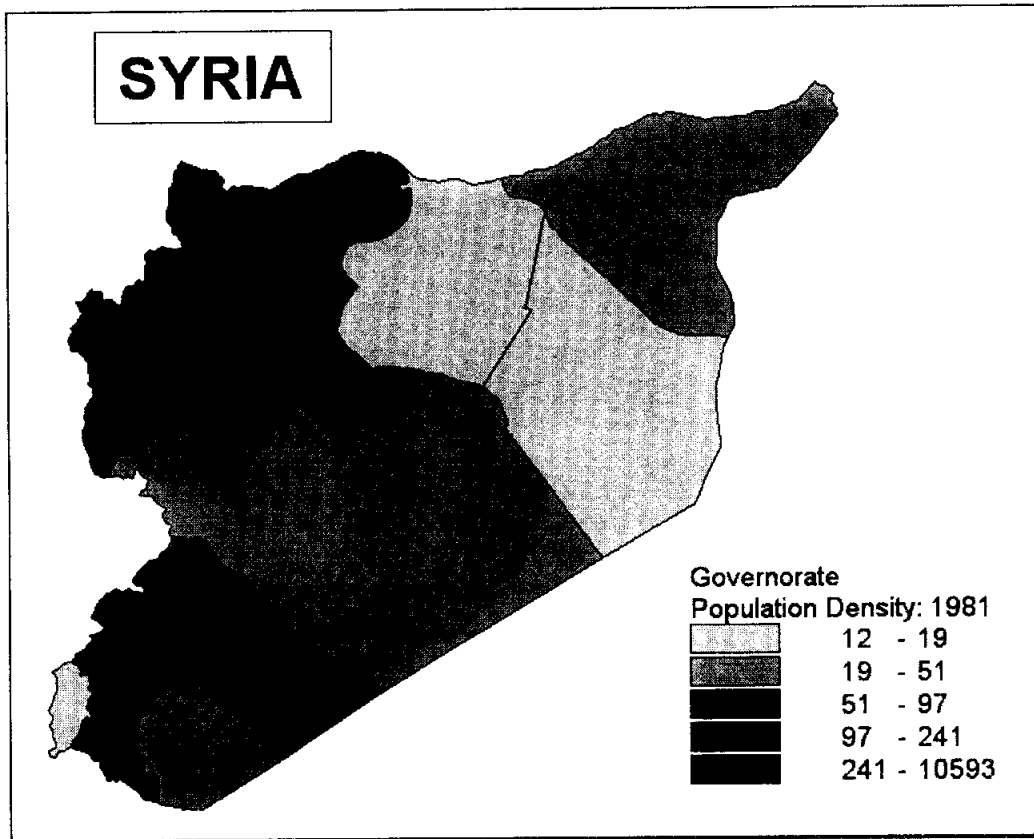 SYRIA
Governorate
Population Density: 1981
12 - 19
19 - 51
51 - 97
97 - 241
241 - 10593